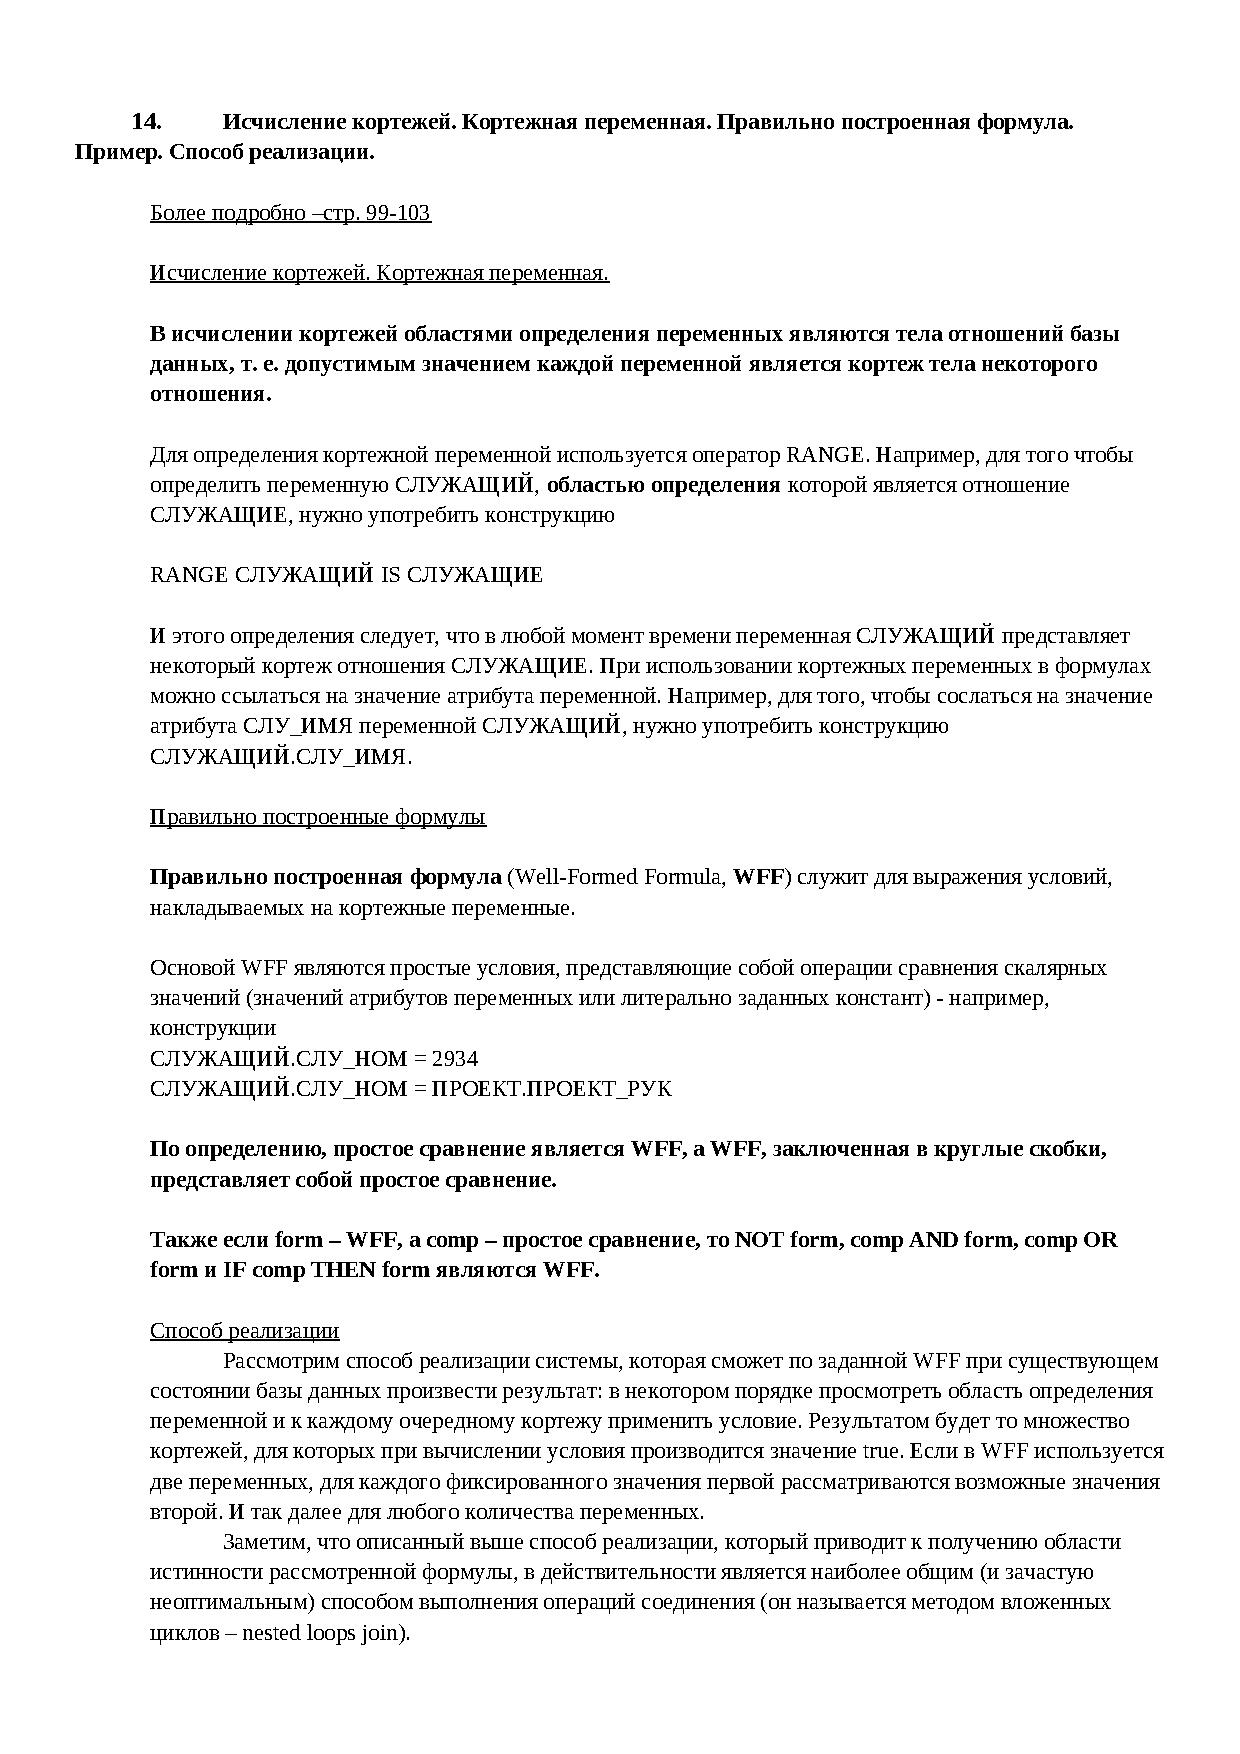 14. Исчисление кортежей. Кортежная переменная. Правильно построенная формула.
Пример. Способ реализации.
Более подробно –стр. 99-103
Исчисление кортежей. Кортежная переменная.
В исчислении кортежей областями определения переменных являются тела отношений базы
данных, т. е. допустимым значением каждой переменной является кортеж тела некоторого
отношения.
Для определения кортежной переменной используется оператор RANGE. Например, для того чтобы
определить переменную СЛУЖАЩИЙ, областью определения которой является отношение
СЛУЖАЩИЕ, нужно употребить конструкцию
RANGE СЛУЖАЩИЙ IS СЛУЖАЩИЕ
И этого определения следует, что в любой момент времени переменная СЛУЖАЩИЙ представляет
некоторый кортеж отношения СЛУЖАЩИЕ. При использовании кортежных переменных в формулах
можно ссылаться на значение атрибута переменной. Например, для того, чтобы сослаться на значение
атрибута СЛУ_ИМЯ переменной СЛУЖАЩИЙ, нужно употребить конструкцию
СЛУЖАЩИЙ.СЛУ_ИМЯ.
Правильно построенные формулы
Правильно построенная формула (Well-Formed Formula, WFF) служит для выражения условий,
накладываемых на кортежные переменные.
Основой WFF являются простые условия, представляющие собой операции сравнения скалярных
значений (значений атрибутов переменных или литерально заданных констант) - например,
конструкции
СЛУЖАЩИЙ.СЛУ_НОМ = 2934
СЛУЖАЩИЙ.СЛУ_НОМ = ПРОЕКТ.ПРОЕКТ_РУК
По определению, простое сравнение является WFF, а WFF, заключенная в круглые скобки,
представляет собой простое сравнение.
Также если form – WFF, а comp – простое сравнение, то NOT form, comp AND form, comp OR
form и IF comp THEN form являются WFF.
Способ реализации
Рассмотрим способ реализации системы, которая сможет по заданной WFF при существующем
состоянии базы данных произвести результат: в некотором порядке просмотреть область определения
переменной и к каждому очередному кортежу применить условие. Результатом будет то множество
кортежей, для которых при вычислении условия производится значение true. Если в WFF используется
две переменных, для каждого фиксированного значения первой рассматриваются возможные значения
второй. И так далее для любого количества переменных.
Заметим, что описанный выше способ реализации, который приводит к получению области
истинности рассмотренной формулы, в действительности является наиболее общим (и зачастую
неоптимальным) способом выполнения операций соединения (он называется методом вложенных
циклов – nested loops join).